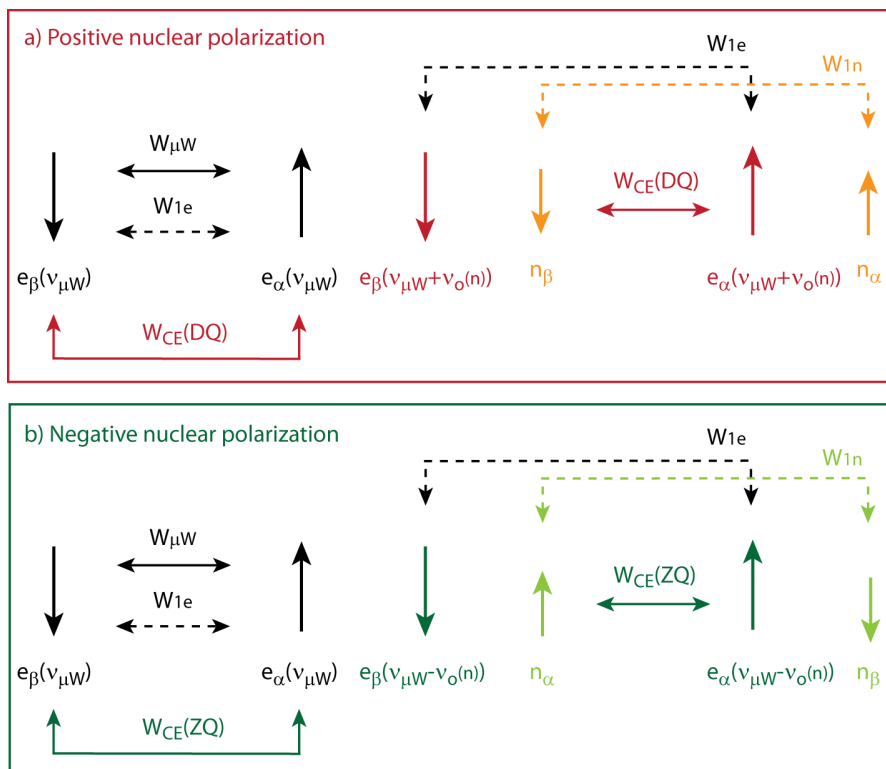 a) Positive nuclear polarization
W1e
W1n
WμW
W1e
WCE(DQ)
eβ(νμW) eα(νμW) eβ(νμW+νo(n)) nβ eα(νμW+νo(n)) nα
WCE(DQ)
b) Negative nuclear polarization
W1e
W1n
WμW
W1e
WCE(ZQ)
eβ(νμW) eα(νμW) eβ(νμW-νo(n)) nα eα(νμW-νo(n)) nβ
WCE(ZQ)